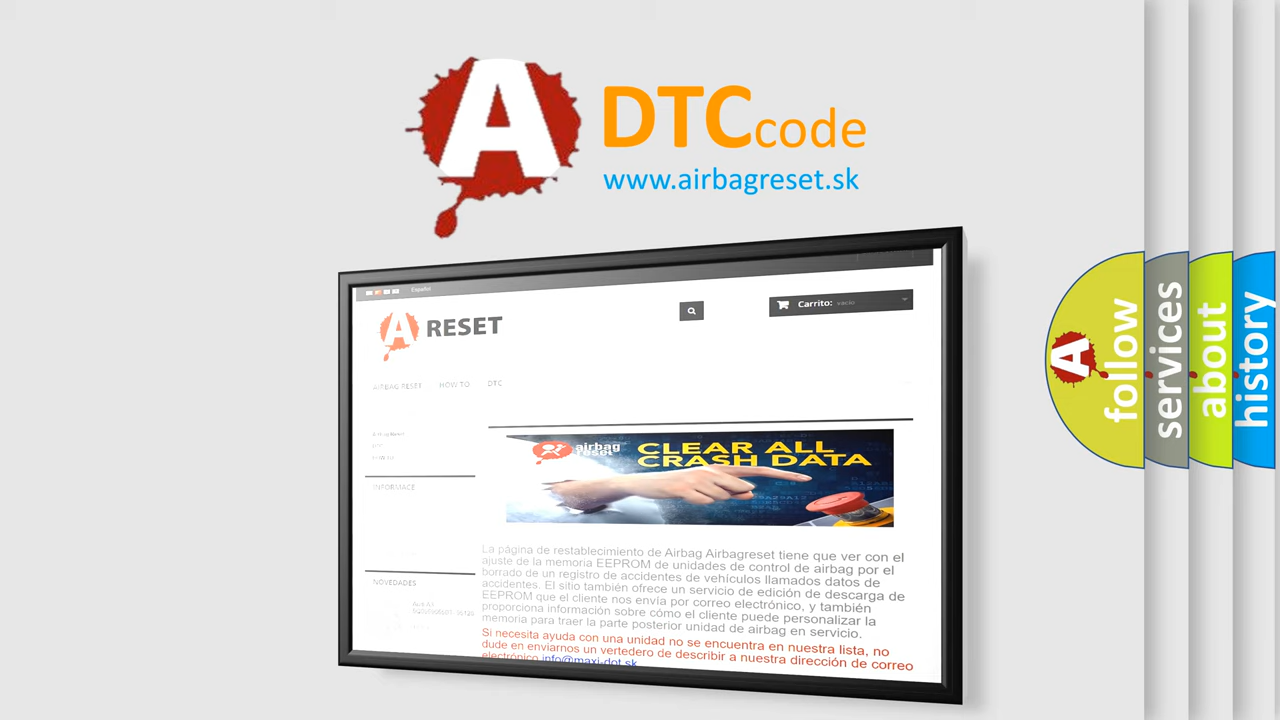 A
DTCcode
www.airbagreset.sk
Español
A RESET
Carrito: vacío
AIRBAG RESET HOW TO DTC
INFORMACE
NOVEDADES
airbag
reset
CLEAR ALL
CRASH DATA
La página de restablecimiento de Airbag Airbagreset tiene que ver con el
ajuste de la memoria EEPROM de unidades de control de airbag por el
borrado de un registro de accidentes de vehículos llamados datos de
accidentes. El sitio también ofrece un servicio de edición de descarga de
EEPROM que el cliente nos envía por correo electrónico, y también
proporciona información sobre cómo el cliente puede personalizar la
memoria para traer la parte posterior unidad de airbag en servicio.
Si necesita ayuda con una unidad no se encuentra en nuestra lista, no
dude en enviarnos un vertedero de describir a nuestra dirección de correo
electrónico info@maxi-dot.sk
A
follow
services
about
history